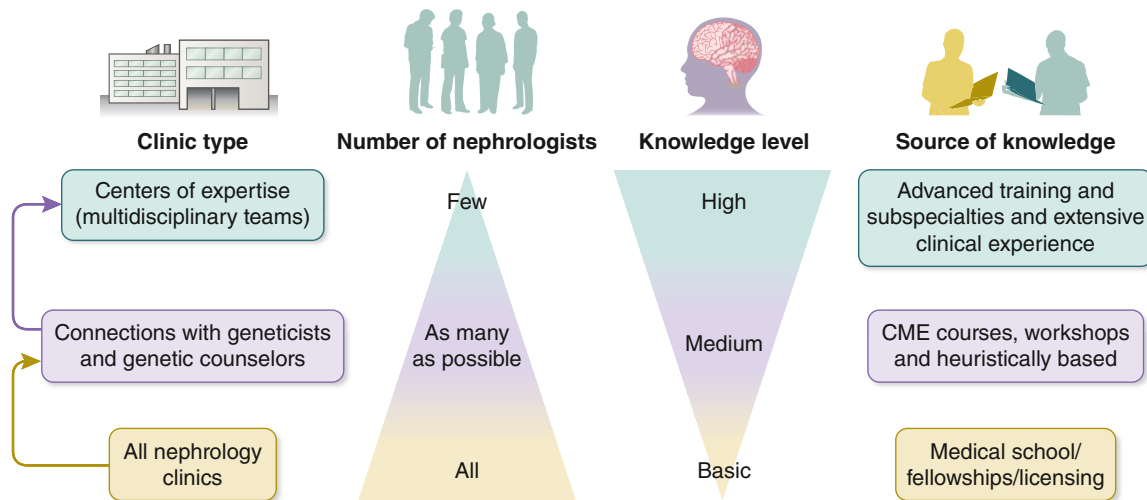 Clinic type
Number of nephrologists
Knowledge level
Source of knowledge
Centers of expertise
(multidisciplinary teams)
Few
High
Advanced training and
subspecialties and extensive
clinical experience
Connections with geneticists
and genetic counselors
As many
as possible
Medium
CME courses, workshops
and heuristically based
All nephrology
clinics
All
Basic
Medical school/
fellowships/licensing